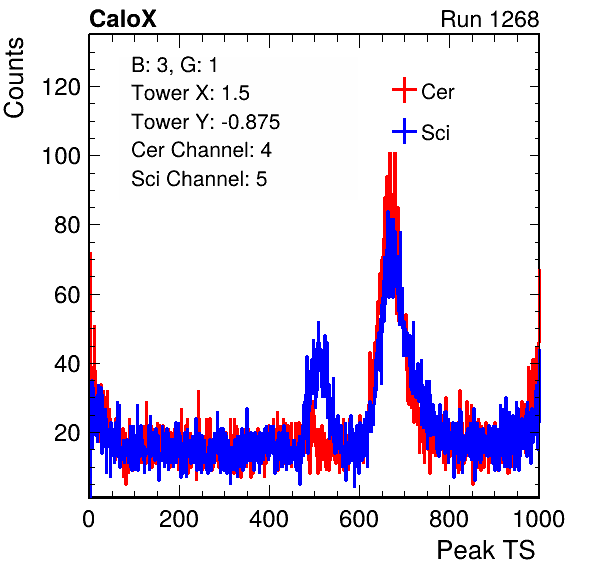 CaloX Run 1268
Counts
B: 3, G: 1
Tower X: 1.5
Tower Y: -0.875
Cer Channel: 4
Sci Channel: 5
Cer
Sci
120
100
80
60
40
20
0 200 400 600 800 1000
Peak TS